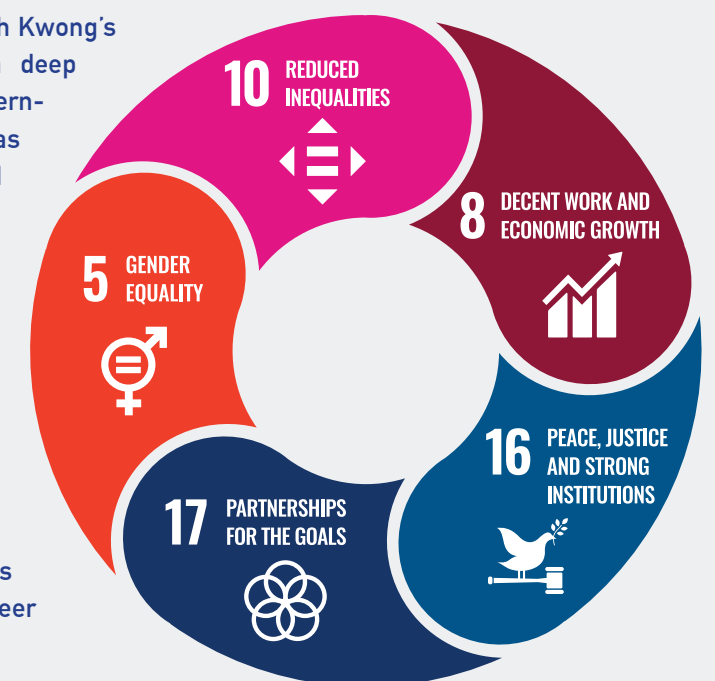 h Kwong's
deep
ern-
as
10 REDUCED
INEQUALITIES
8 DECENT WORK AND
ECONOMIC GROWTH
5 GENDER
EQUALITY
16 PEACE, JUSTICE
AND STRONG
INSTITUTIONS
17 PARTNERSHIPS
FOR THE GOALS
s
eer